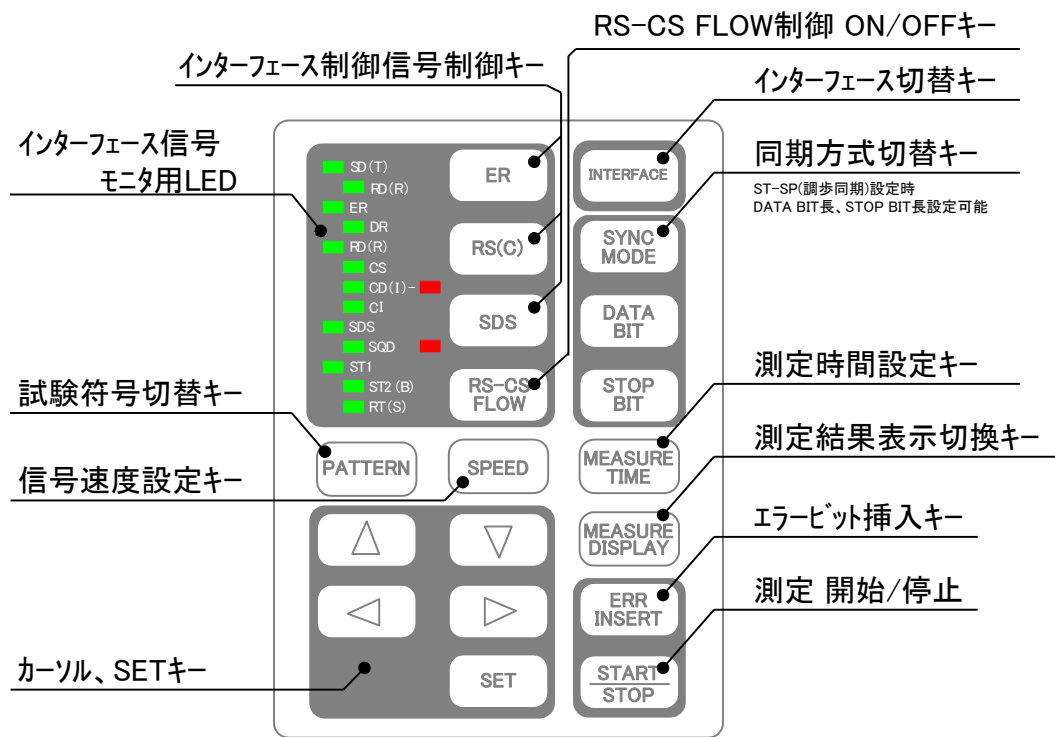 RS-CS FLOW制御 ON/OFFキー
インターフェース制御信号制御キー
インターフェース切替キー
インターフェース信号
モニタ用LED
同期方式切替キー
ST-SP(調歩同期)設定時
DATA BIT長、STOP BIT長設定可能
試験符号切替キー
信号速度設定キー
測定時間設定キー
測定結果表示切換キー
エラービット挿入キー
測定 開始/停止
カーソル、SETキー
SD(T)
RD(R)
ER
DR
RD(R)
CS
CD(I)-
CI
SDS
SQD
ST1
ST2(B)
RT(S)
ER
RS(C)
SDS
RS-CS
FLOW
INTERFACE
SYNC
MODE
DATA
BIT
STOP
BIT
PATTERN
SPEED
MEASURE
TIME
MEASURE
DISPLAY
ERR
INSERT
SET
START
STOP